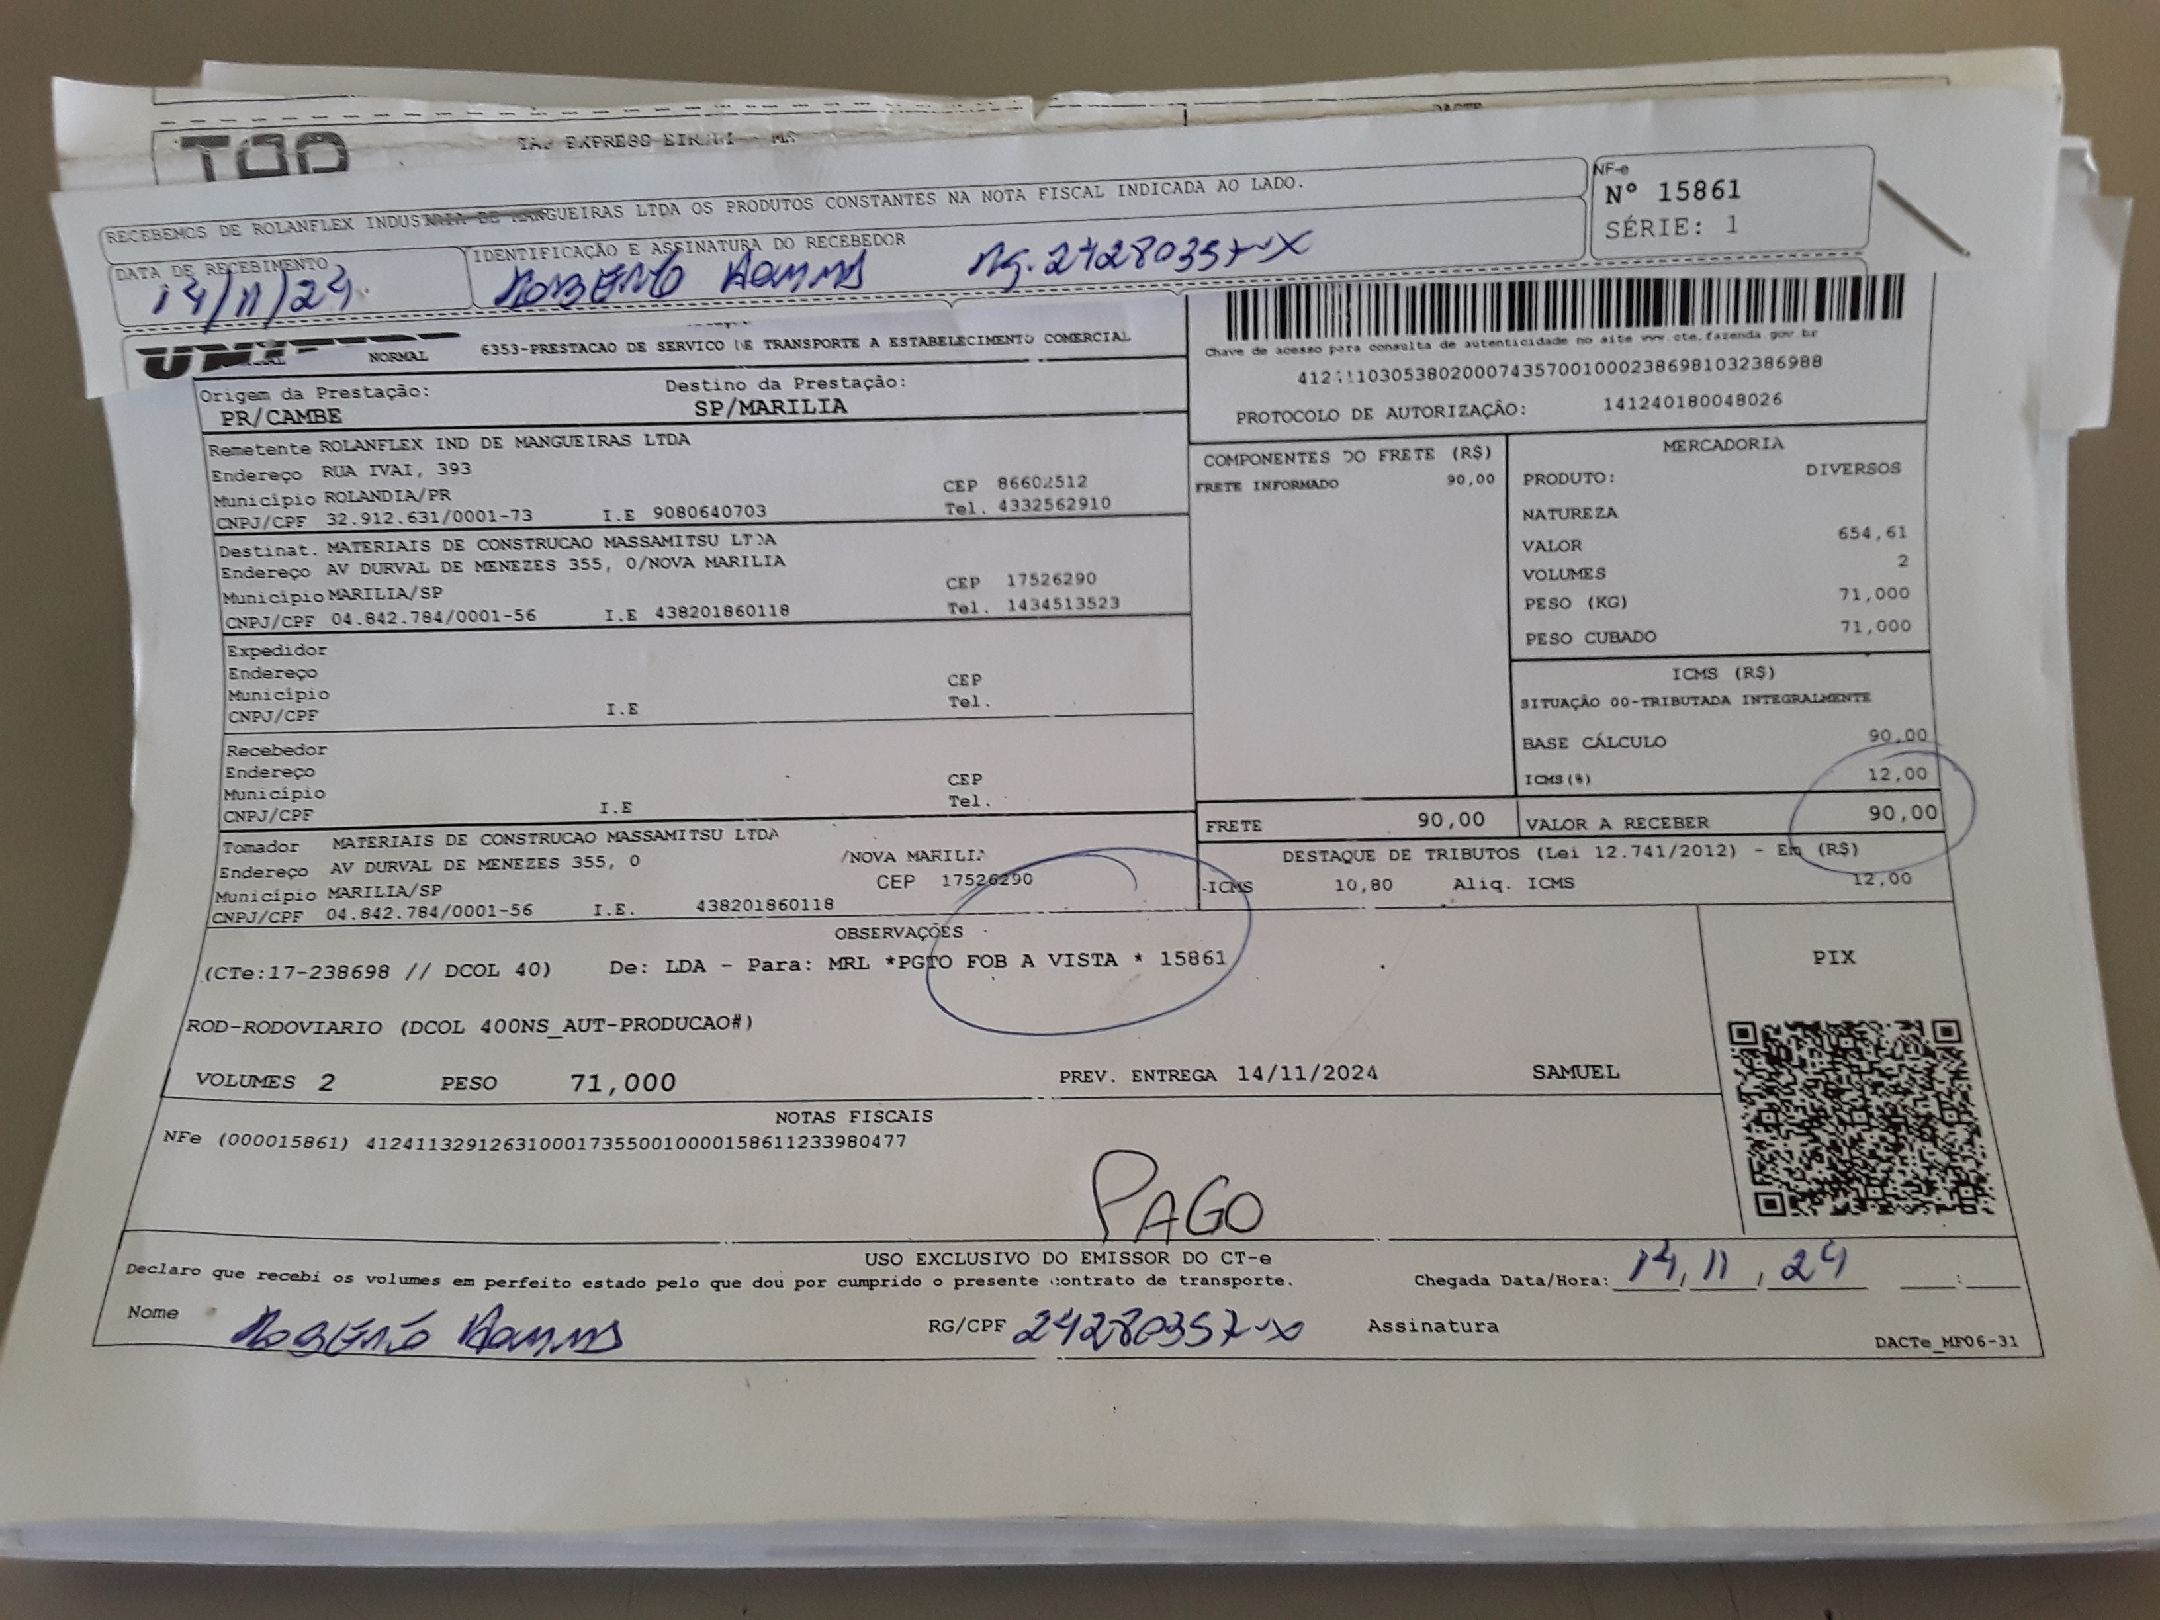 RECEBEMOS DE ROLANFLEX INDUSTRIA DE MANGUEIRAS LTDA OS PRODUTOS CONSTANTES NA NOTA FISCAL INDICADA AO LADO.
NF-e
Nº 15861
SÉRIE: 1
DATA DE RECEBIMENTO
14/11/24
IDENTIFICAÇÃO E ASSINATURA DO RECEBEDOR
NORMAL
6353-PRESTACAO DE SERVICO DE TRANSPORTE A ESTABELECIMENTO COMERCIAL
Chave de acesso para consulta de autenticidade no site www.cte.fazenda.gov.br
PROTOCOLO DE AUTORIZAÇÃO: 141240180048026
Origem da Prestação:
PR/CAMBE
Destino da Prestação:
SP/MARILIA
Remetente ROLANFLEX IND DE MANGUEIRAS LTDA
Endereço RUA IVAI, 393
Município ROLANDIA/PR
CEP 86602512
CNPJ/CPF 32.912.631/0001-73 I.E 9080640703
Tel. 4332562910
Destinat. MATERIAIS DE CONSTRUCAO MASSAMITSU LTDA
Endereço AV DURVAL DE MENEZES 355, 0/NOVA MARILIA
Município MARILIA/SP
CEP 17526290
CNPJ/CPF 04.842.784/0001-56 I.E 438201860118
Tel. 1434513523
Expedidor
Endereço
Município
CEP
CNPJ/CPF I.E
Tel.
Recebedor
Endereço
Município
CEP
CNPJ/CPF I.E
Tel.
Tomador MATERIAIS DE CONSTRUCAO MASSAMITSU LTDA
Endereço AV DURVAL DE MENEZES 355, 0 /NOVA MARILIA
Município MARILIA/SP
CEP 17526290
CNPJ/CPF 04.842.784/0001-56 I.E. 438201860118
COMPONENTES DO FRETE (R$)
FRETE INFORMADO 90,00
MERCADORIA
PRODUTO: DIVERSOS
NATUREZA
VALOR 654,61
VOLUMES 2
PESO (KG) 71,000
PESO CUBADO 71,000
ICMS (R$)
SITUAÇÃO 00-TRIBUTADA INTEGRALMENTE
BASE CÁLCULO 90,00
ICMS(%) 12,00
FRETE 90,00
VALOR A RECEBER 90,00
DESTAQUE DE TRIBUTOS (Lei 12.741/2012) - Em (R$)
ICMS 10,80 Aliq. ICMS 12,00
OBSERVAÇÕES
(CTe:17-238698 // DCOL 40) De: LDA - Para: MRL *PGTO FOB A VISTA * 15861
PIX
ROD-RODOVIARIO (DCOL 400NS_AUT-PRODUCAO#)
VOLUMES 2 PESO 71,000 PREV. ENTREGA 14/11/2024 SAMUEL
NOTAS FISCAIS
NFe (000015861) 41241132912631000173550010000158611233980477
PAGO
USO EXCLUSIVO DO EMISSOR DO CT-e
Declaro que recebi os volumes em perfeito estado pelo que dou por cumprido o presente contrato de transporte.
Chegada Data/Hora: 14, 11, 24 :
Nome
RG/CPF 24280357-X Assinatura
DACTe_MF06-31